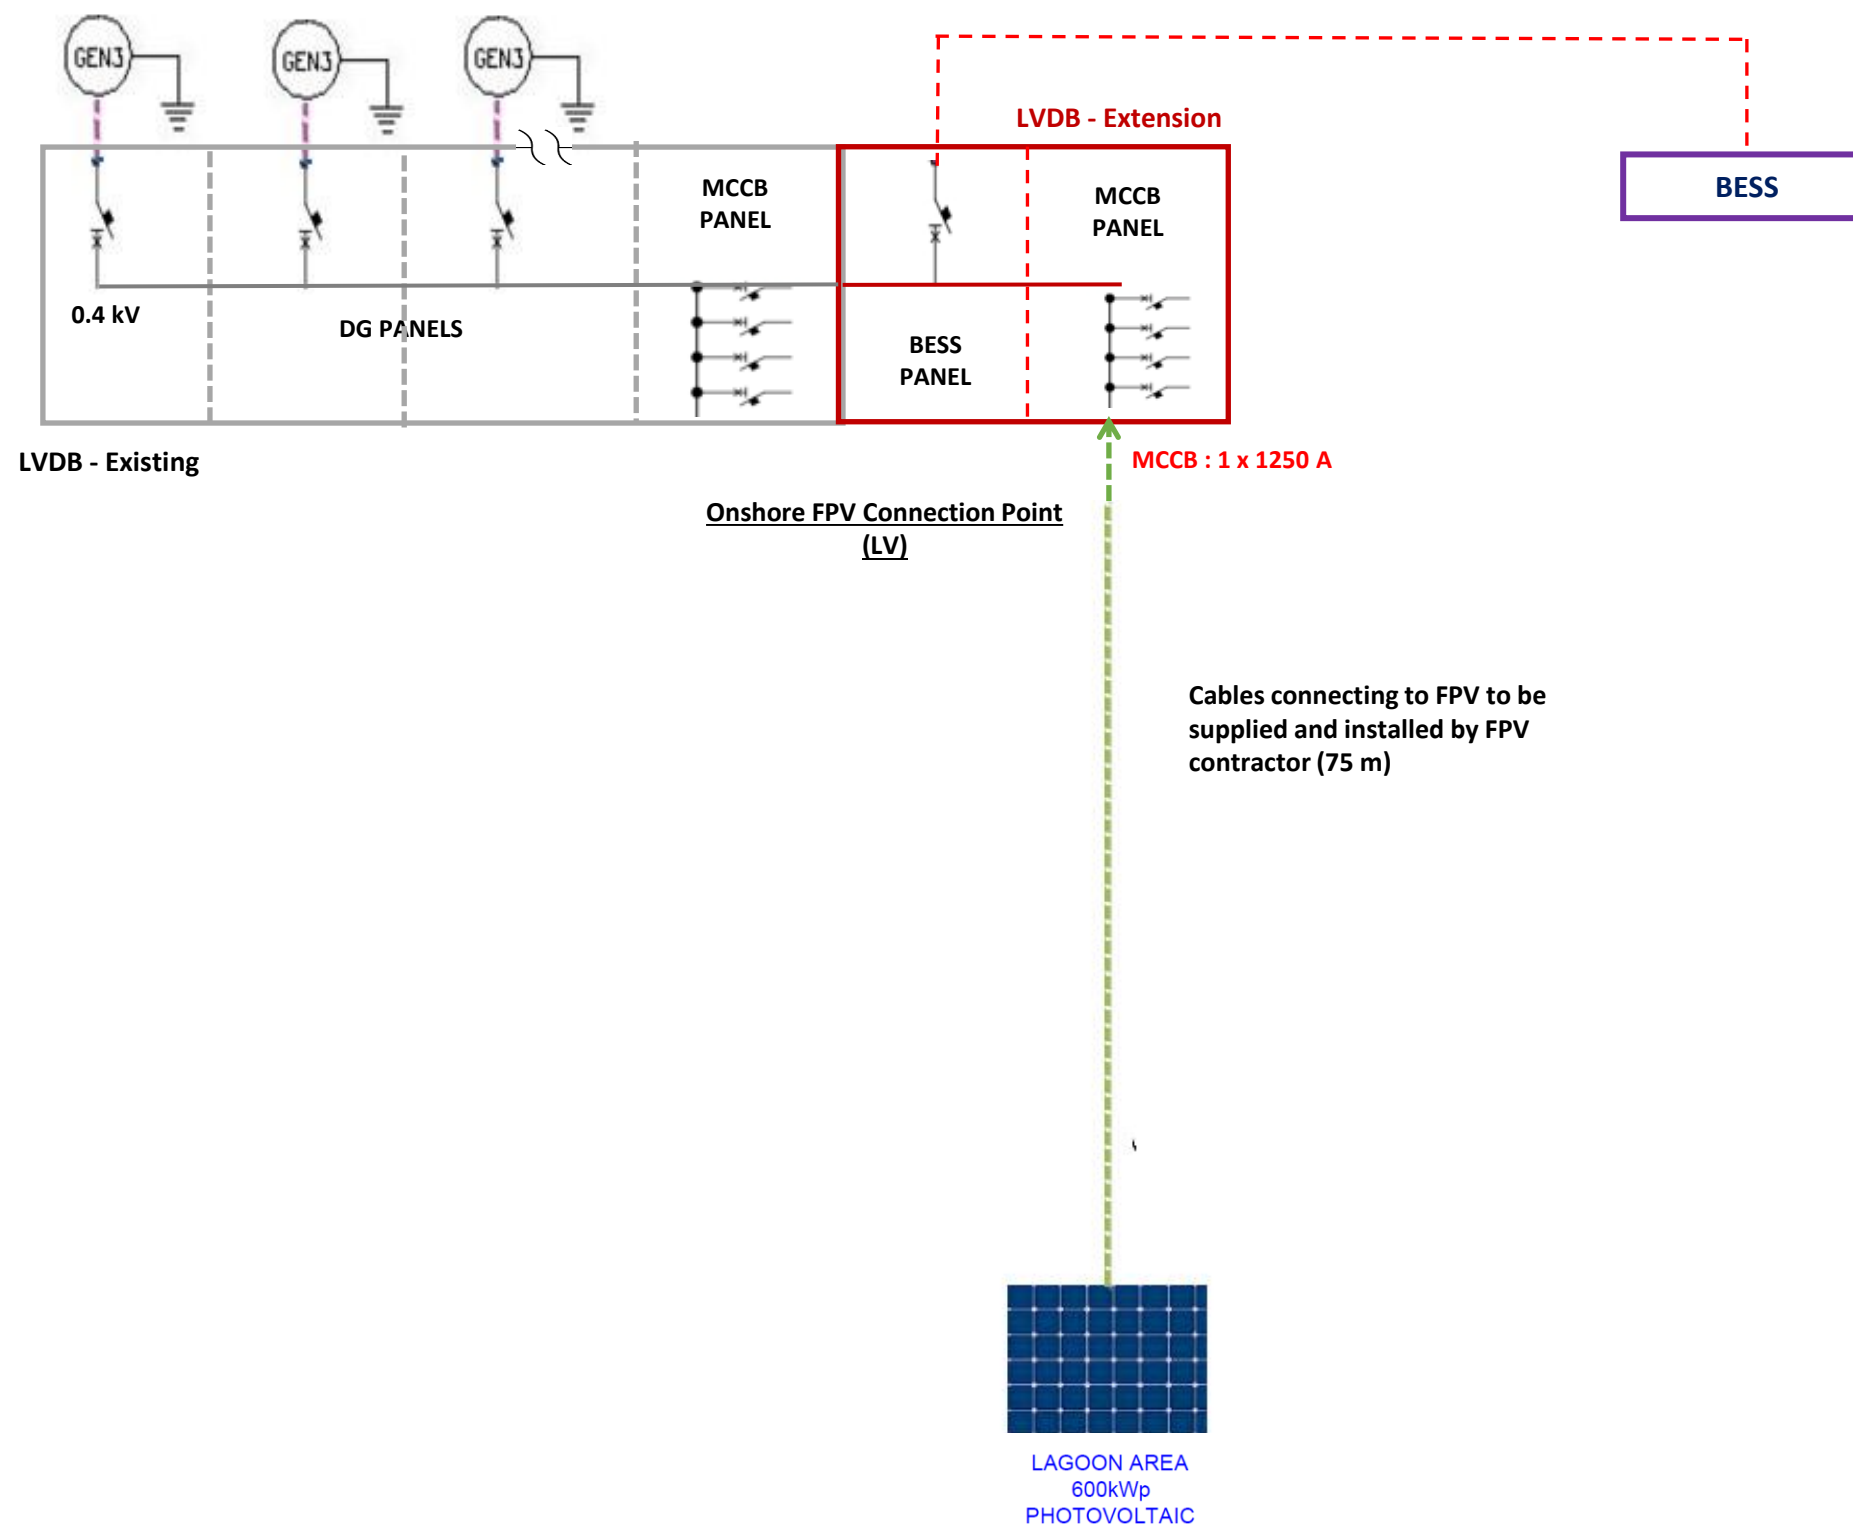 GEN3
GEN3
GEN3
LVDB - Extension
MCCB
PANEL
MCCB
PANEL
BESS
0.4 kV
DG PANELS
BESS
PANEL
LVDB - Existing
MCCB : 1 x 1250 A
Onshore FPV Connection Point
(LV)
Cables connecting to FPV to be
supplied and installed by FPV
contractor (75 m)
LAGOON AREA
600kWp
PHOTOVOLTAIC